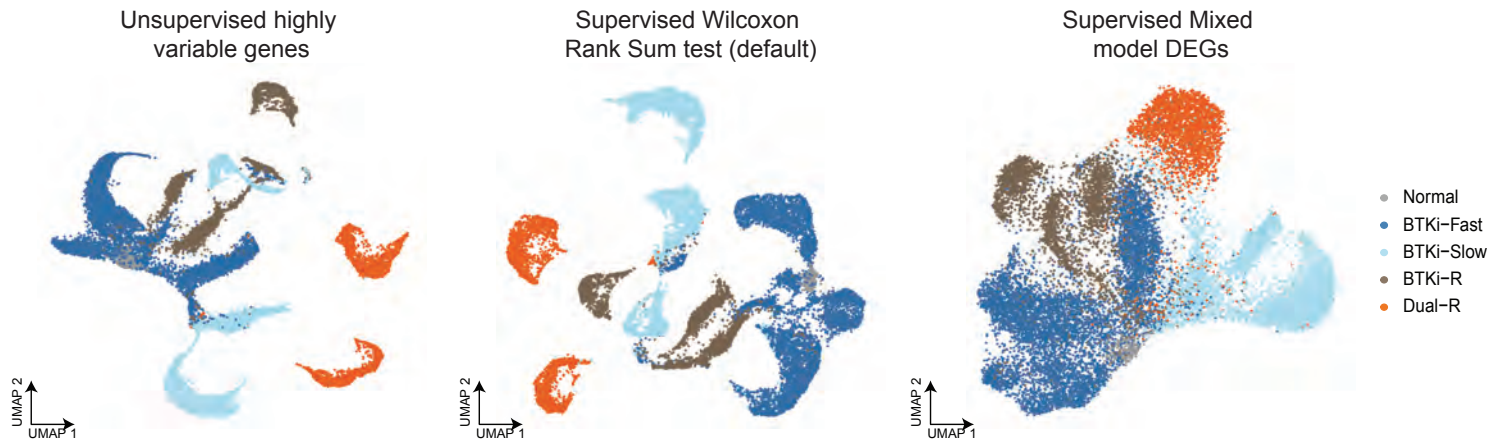 Unsupervised highly
variable genes
Supervised Wilcoxon
Rank Sum test (default)
Supervised Mixed
model DEGs
Normal
BTKi−Fast
BTKi−Slow
BTKi−R
Dual−R
UMAP 2
UMAP 1
UMAP 2
UMAP 1
UMAP 2
UMAP 1